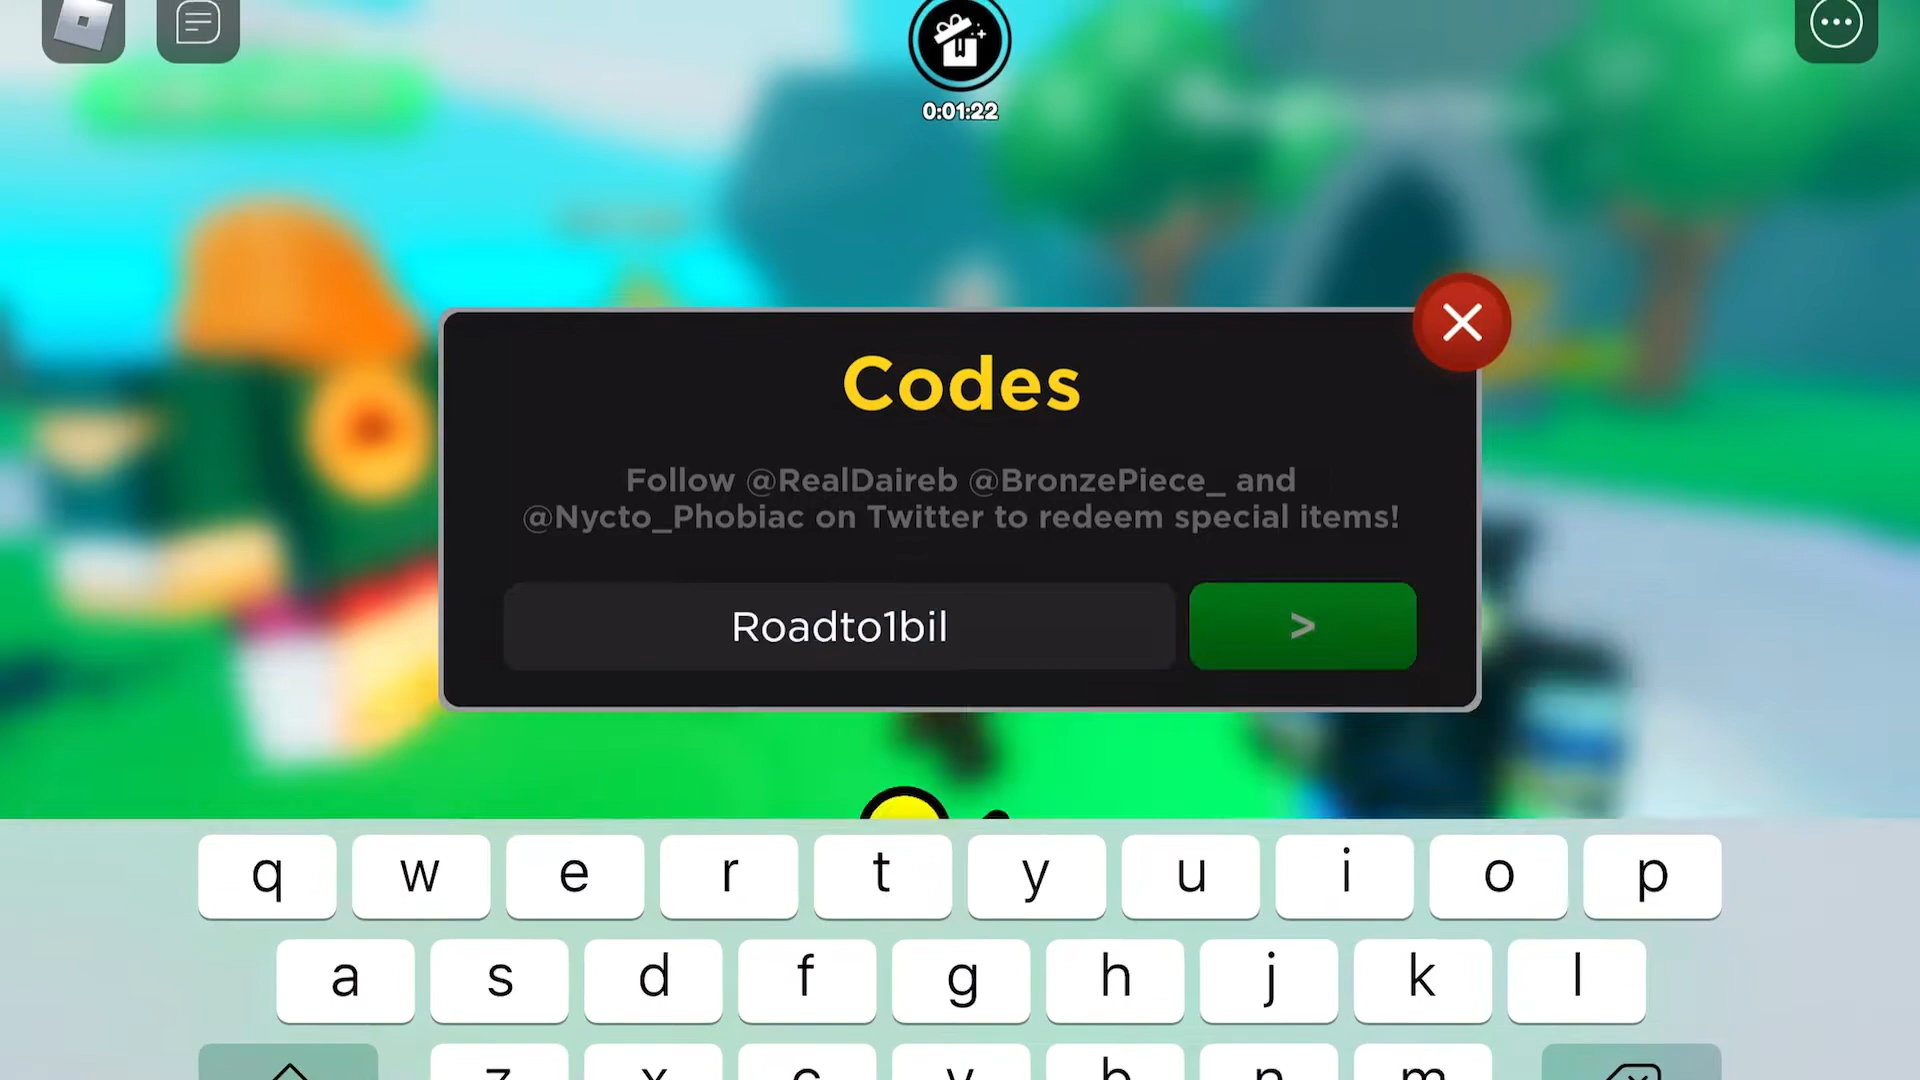 0:01:22
Codes
Follow @RealDaireb @BronzePiece_ and
@Nycto_Phobiac on Twitter to redeem special items!
Roadto1bil >
q w e r t y u i o p
a s d f g h j k l
z x c v b n m